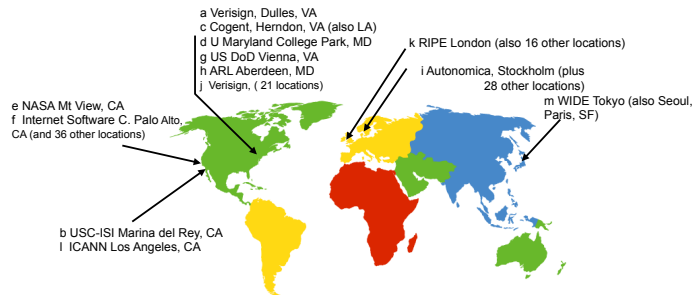 a Verisign, Dulles, VA
c Cogent, Herndon, VA (also LA)
d U Maryland College Park, MD
g US DoD Vienna, VA
h ARL Aberdeen, MD
j Verisign, ( 21 locations)
k RIPE London (also 16 other locations)
i Autonomica, Stockholm (plus
28 other locations)
m WIDE Tokyo (also Seoul,
Paris, SF)
e NASA Mt View, CA
f Internet Software C. Palo Alto,
CA (and 36 other locations)
b USC-ISI Marina del Rey, CA
l ICANN Los Angeles, CA